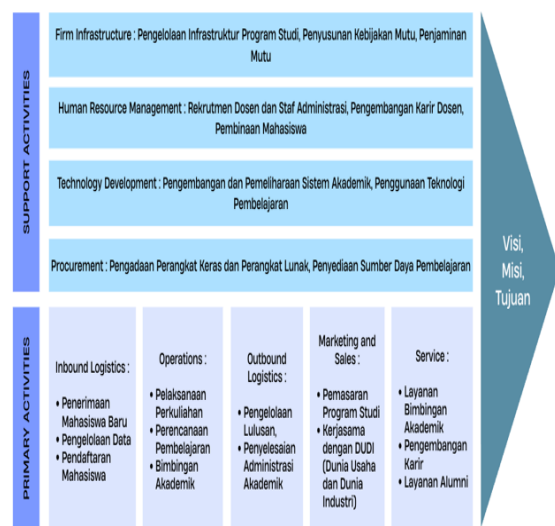 SUPPORT ACTIVITIES
Firm Infrastructure : Pengelolaan Infrastruktur Program Studi, Penyusunan Kebijakan Mutu, Penjaminan
Mutu
Human Resource Management : Rekrutmen Dosen dan Staf Administrasi, Pengembangan Karir Dosen,
Pembinaan Mahasiswa
Technology Development : Pengembangan dan Pemeliharaan Sistem Akademik, Penggunaan Teknologi
Pembelajaran
Procurement : Pengadaan Perangkat Keras dan Perangkat Lunak, Penyediaan Sumber Daya Pembelajaran
PRIMARY ACTIVITIES
Inbound Logistics :
• Penerimaan
Mahasiswa Baru
• Pengelolaan Data
• Pendaftaran
Mahasiswa
Operations :
• Pelaksanaan
Perkuliahan
• Perencanaan
Pembelajaran
• Bimbingan
Akademik
Outbound
Logistics :
• Pengelolaan
Lulusan,
• Penyelesaian
Administrasi
Akademik
Marketing and
Sales :
• Pemasaran
Program Studi
• Kerjasama
dengan DUDI
(Dunia Usaha
dan Dunia
Industri)
Service :
• Layanan
Bimbingan
Akademik
• Pengembangan
Karir
• Layanan Alumni
Visi,
Misi,
Tujuan